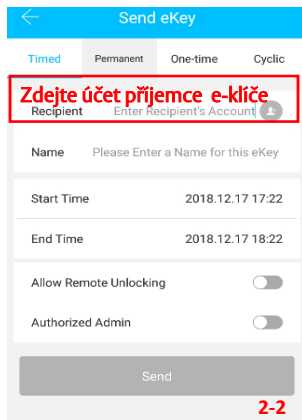 Send eKey
Timed Permanent One-time Cyclic
Zdejte účet příjemce e-klíče
Recipient Enter Recipient's Account
Name Please Enter a Name for this eKey
Start Time 2018.12.17 17:22
End Time 2018.12.17 18:22
Allow Remote Unlocking
Authorized Admin
Send
2-2